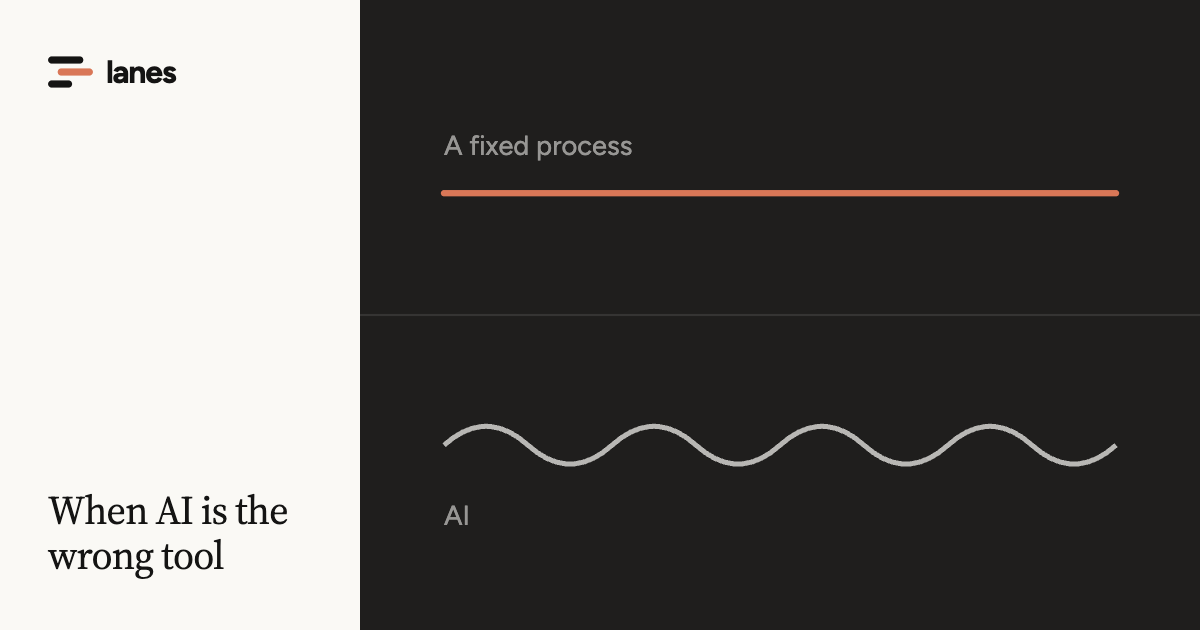 lanes
When AI is the
wrong tool
A fixed process
AI